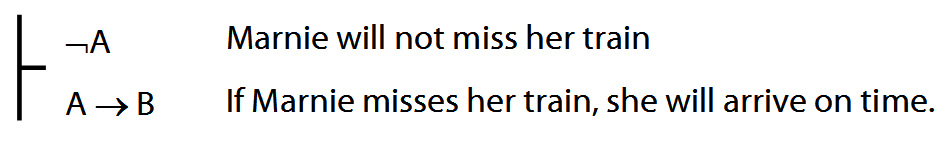 ¬A Marnie will not miss her train
A → B If Marnie misses her train, she will arrive on time.